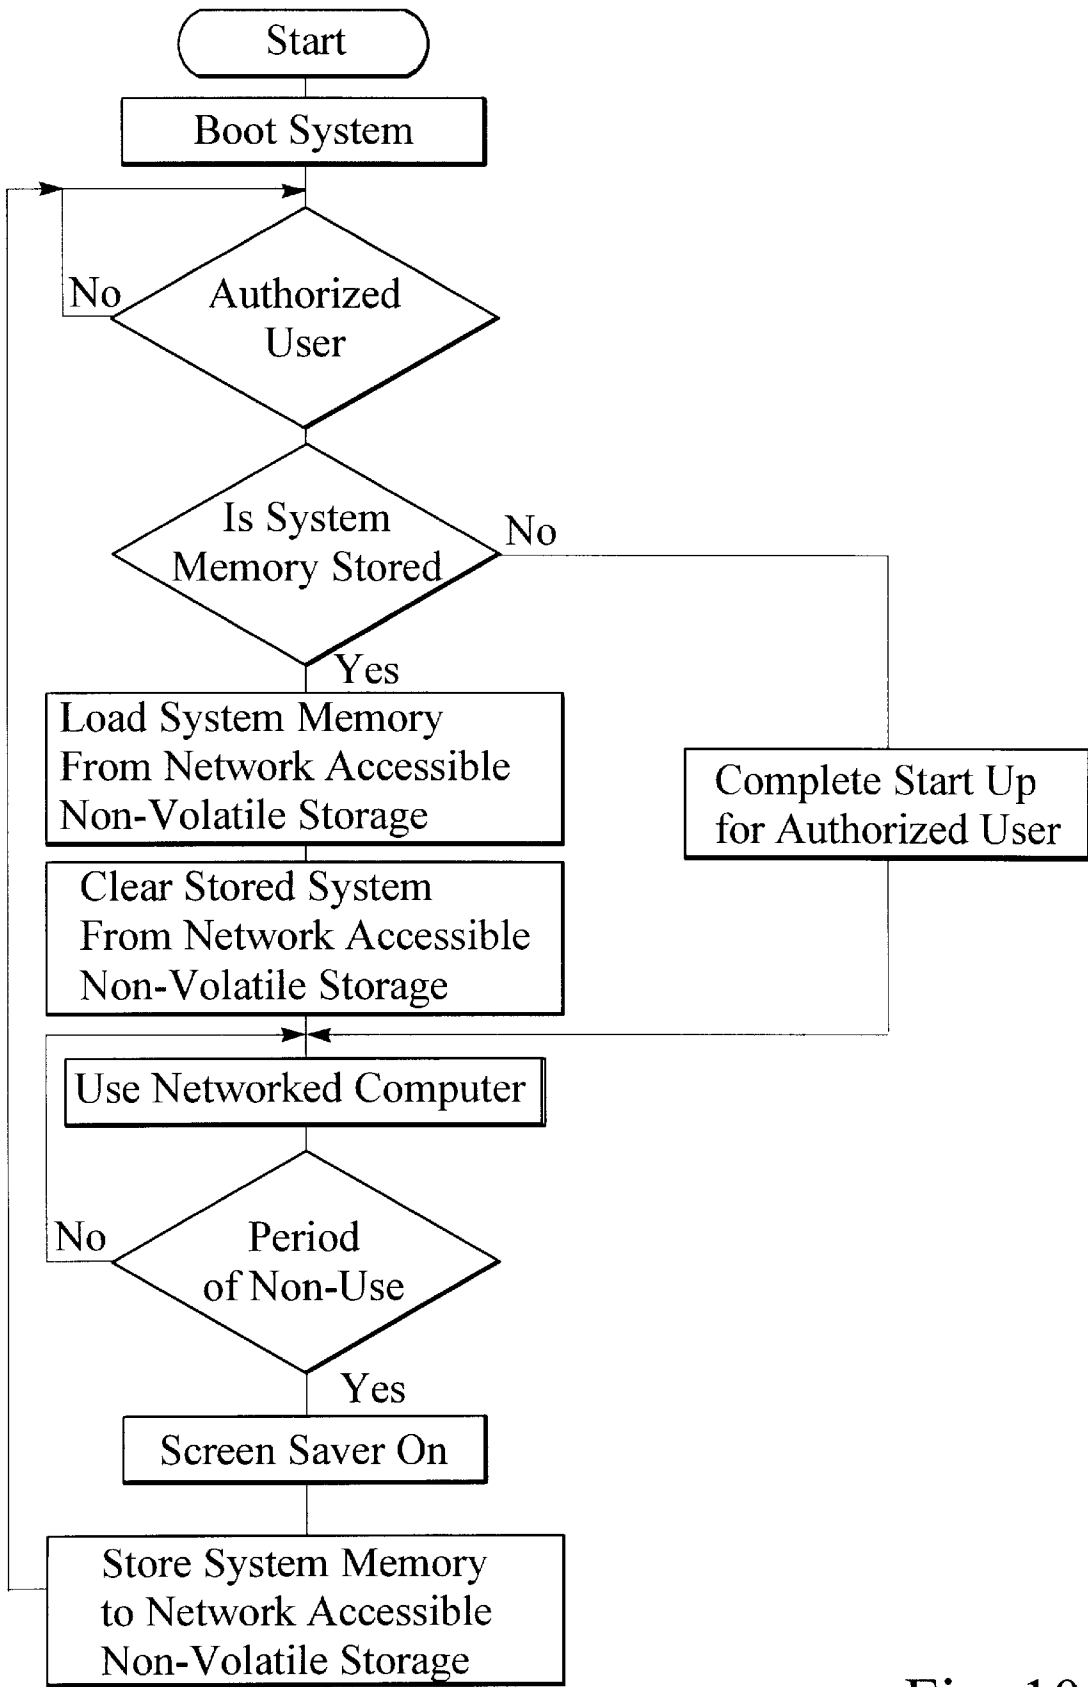 Start
Boot System
No
Authorized
User
Is System
Memory Stored
No
Yes
Load System Memory
From Network Accessible
Non-Volatile Storage
Complete Start Up
for Authorized User
Clear Stored System
From Network Accessible
Non-Volatile Storage
Use Networked Computer
No
Period
of Non-Use
Yes
Screen Saver On
Store System Memory
to Network Accessible
Non-Volatile Storage